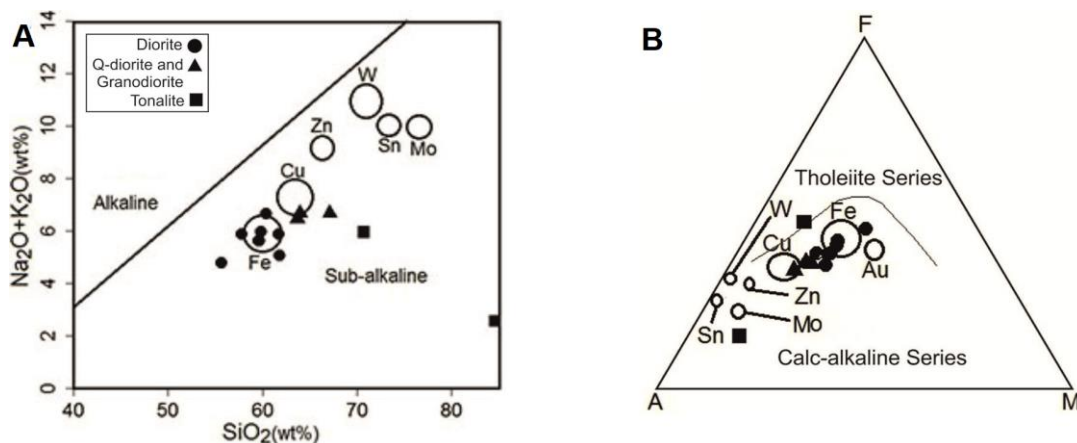 A
Diorite
Q-diorite and
Granodiorite
Tonalite
Na2O+K2O(wt%)
14
12
10
8
6
4
2
0
Alkaline
Sub-alkaline
W
Zn
Sn
Mo
Cu
Fe
40
50
60
70
80
SiO2(wt%)
B
F
Tholeiite Series
W
Fe
Cu
Au
Zn
Sn
Mo
Calc-alkaline Series
A
M